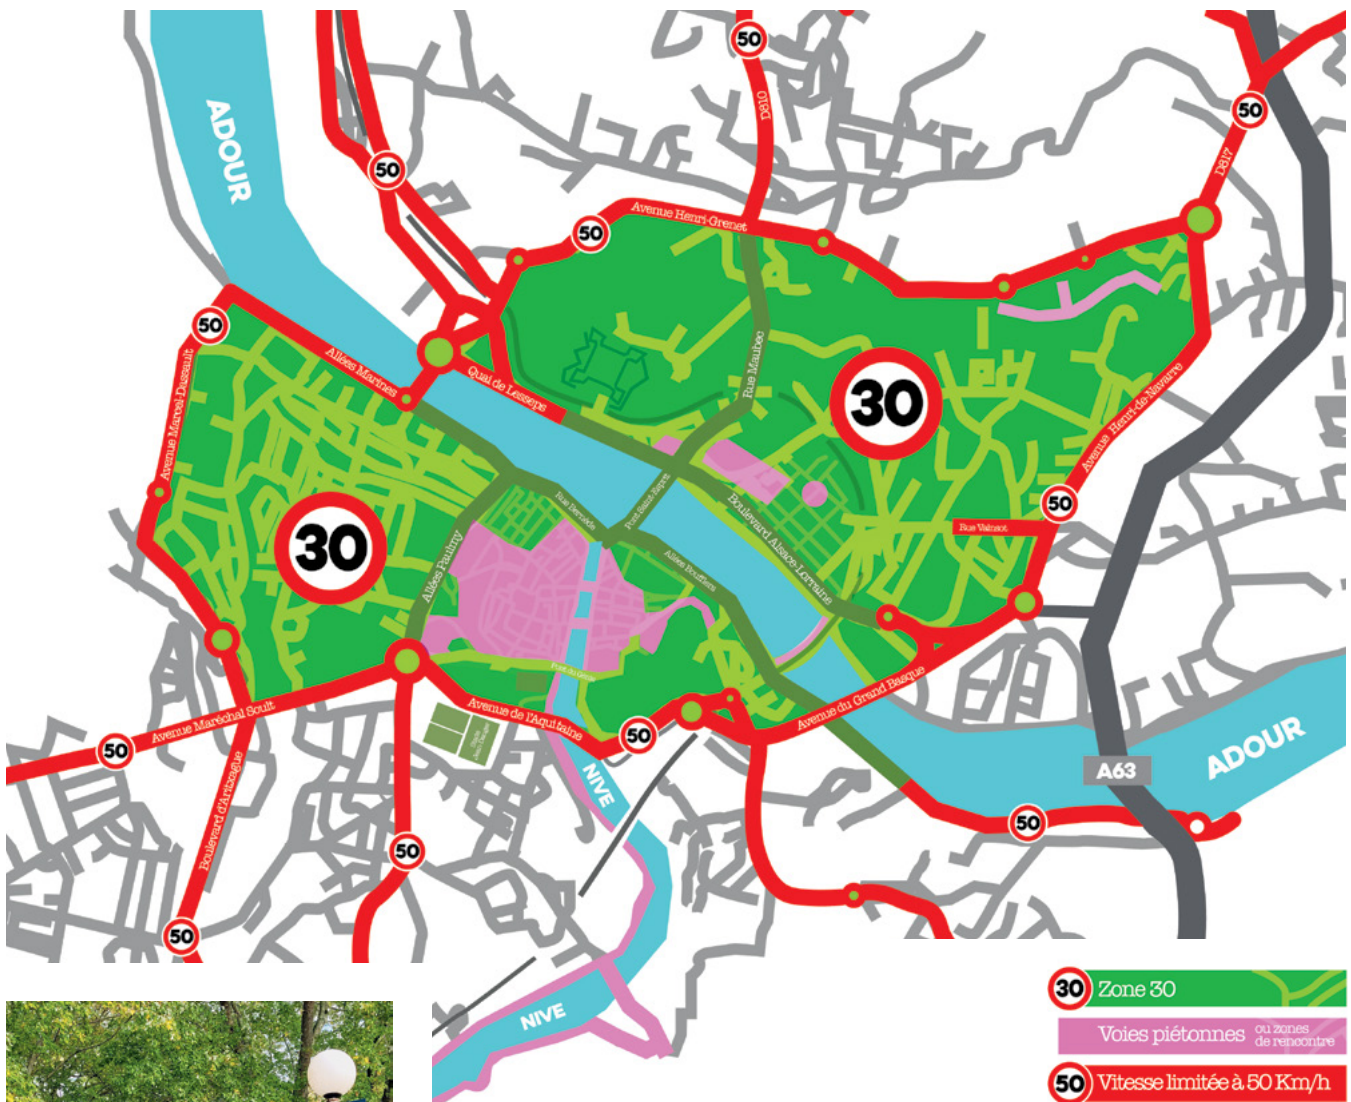 50
D810
50
D817
ADOUR
50
50
Avenue Henri-Grenet
50
Allées Marines
Quai de Lesseps
Rue Maubec
30
Avenue Marcel-Dassault
Avenue Henri-de-Navarre
50
Rue Vainsot
30
Allées Paulmy
Rue Bernède
Pont Saint-Esprit
Allée Boufflers
Boulevard Alsace-Lorraine
Pont du Génie
Avenue Maréchal Soult
50
Avenue de l'Aquitaine
50
Avenue du Grand Basque
NIVE
A63
ADOUR
50
Boulevard d'Aritxague
50
50
NIVE
30 Zone 30
Voies piétonnes ou zones
de rencontre
50 Vitesse limitée à 50 Km/h